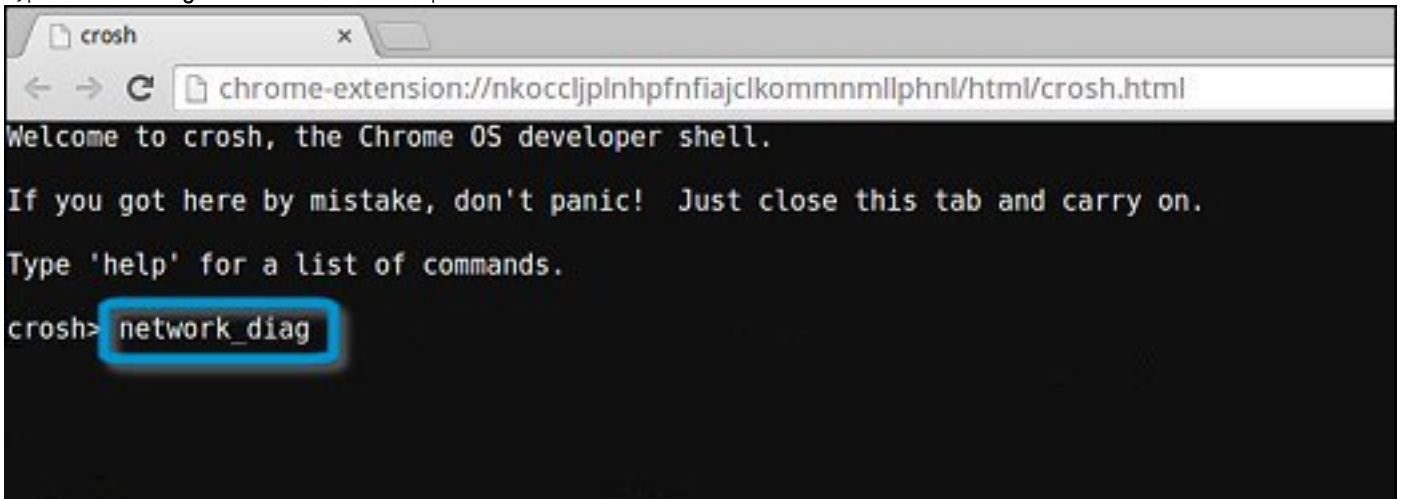 crosh
chrome-extension://nkoccljplnhpfnfiajclkommnmllphnl/html/crosh.html
Welcome to crosh, the Chrome OS developer shell.
If you got here by mistake, don't panic!  Just close this tab and carry on.
Type 'help' for a list of commands.
crosh> network_diag